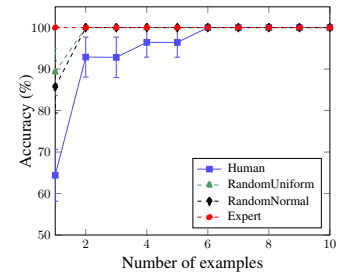 100
90
80
70
60
50
2
4
6
8
10
Accuracy (%)
Number of examples
Human
RandomUniform
RandomNormal
Expert